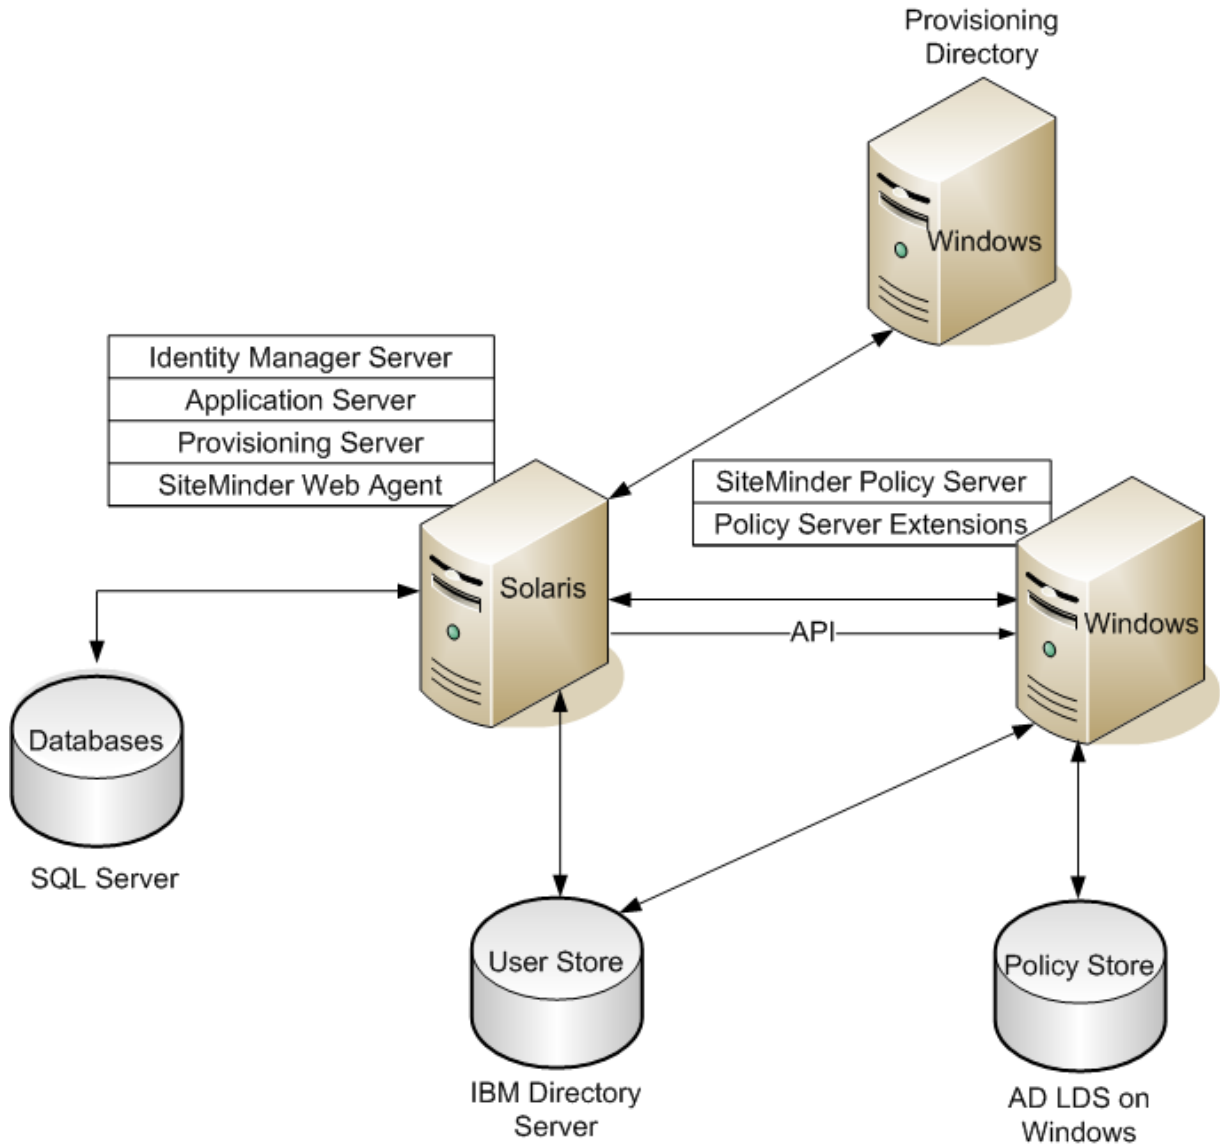 Provisioning
Directory
Windows
Identity Manager Server
Application Server
Provisioning Server
SiteMinder Web Agent
SiteMinder Policy Server
Policy Server Extensions
Solaris
Windows
API
Databases
SQL Server
User Store
IBM Directory
Server
Policy Store
AD LDS on
Windows